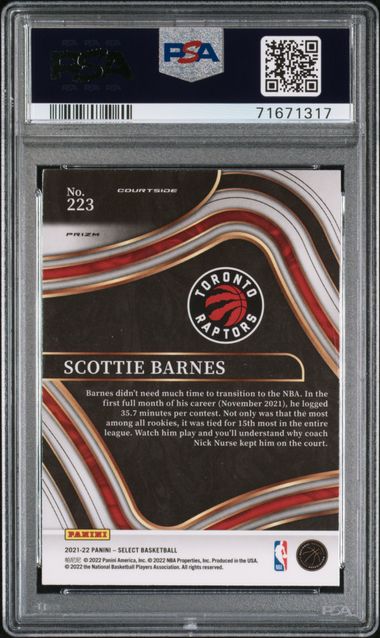 PSA
PSA
71671317
No.
223
COURTSIDE
PRIZM
TORONTO
RAPTORS
SCOTTIE BARNES
Barnes didn't need much time to transition to the NBA. In the
first full month of his career (November 2021), he logged
35.7 minutes per contest. Not only was that the most
among all rookies, it was tied for 15th most in the entire
league. Watch him play and you'll understand why coach
Nick Nurse kept him on the court.
PANINI
2021-22 PANINI – SELECT BASKETBALL
© 2022 Panini America, Inc. © 2022 NBA Properties, Inc. Produced in the USA.
© 2022 the National Basketball Players Association. All rights reserved.